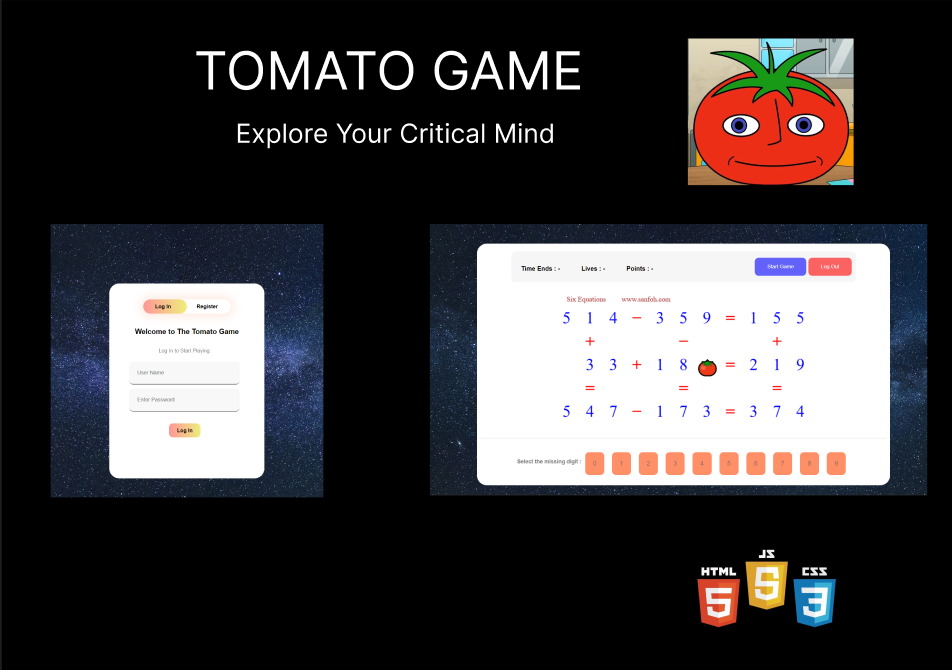 TOMATO GAME
Explore Your Critical Mind
Log In Register
Welcome to The Tomato Game
Log in to Start Playing
User Name
Enter Password
Log In
Time Ends : - Lives : - Points : - Start Game Log Out
Six Equations www.sanfoh.com
5 1 4 − 3 5 9 = 1 5 5
+ − +
3 3 + 1 8 = 2 1 9
= = =
5 4 7 − 1 7 3 = 3 7 4
Select the missing digit : 0 1 2 3 4 5 6 7 8 9
HTML JS CSS
5 5 3